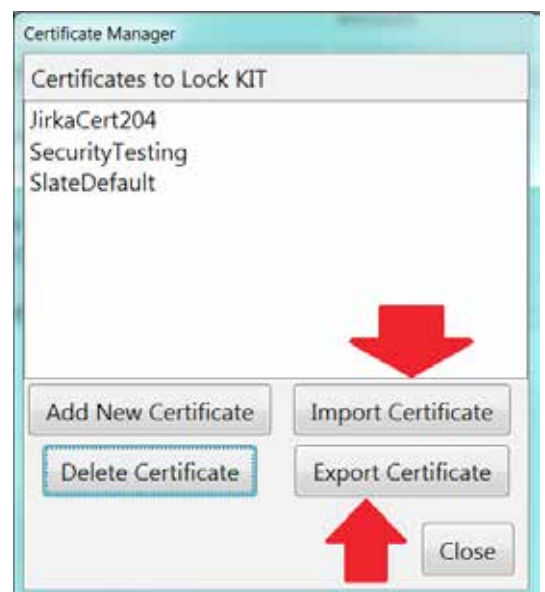 Certificate Manager
Certificates to Lock KIT
JirkaCert204
SecurityTesting
SlateDefault
Add New Certificate
Import Certificate
Delete Certificate
Export Certificate
Close